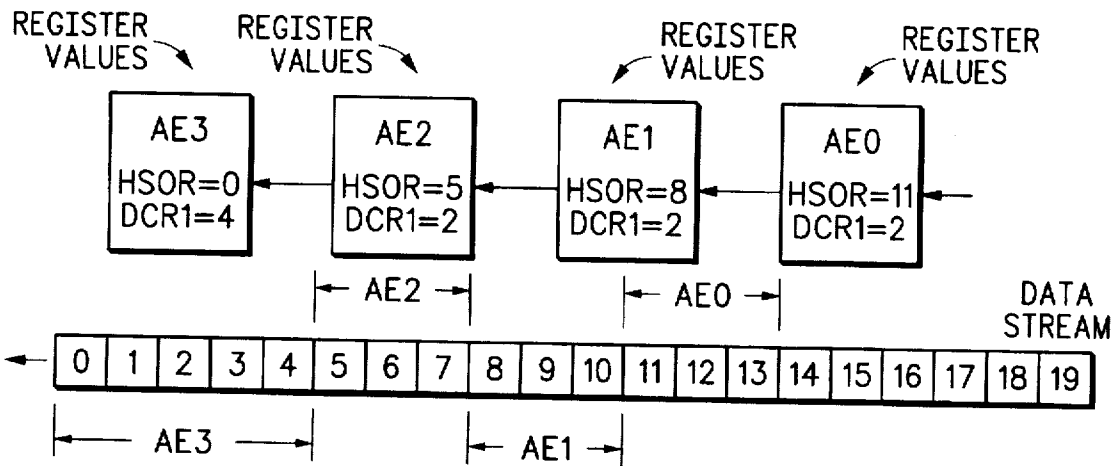 REGISTER VALUES
REGISTER VALUES
REGISTER VALUES
REGISTER VALUES
AE3
HSOR=0
DCR1=4
AE2
HSOR=5
DCR1=2
AE1
HSOR=8
DCR1=2
AE0
HSOR=11
DCR1=2
AE2
AE0
DATA STREAM
0 1 2 3 4 5 6 7 8 9 10 11 12 13 14 15 16 17 18 19
AE3
AE1